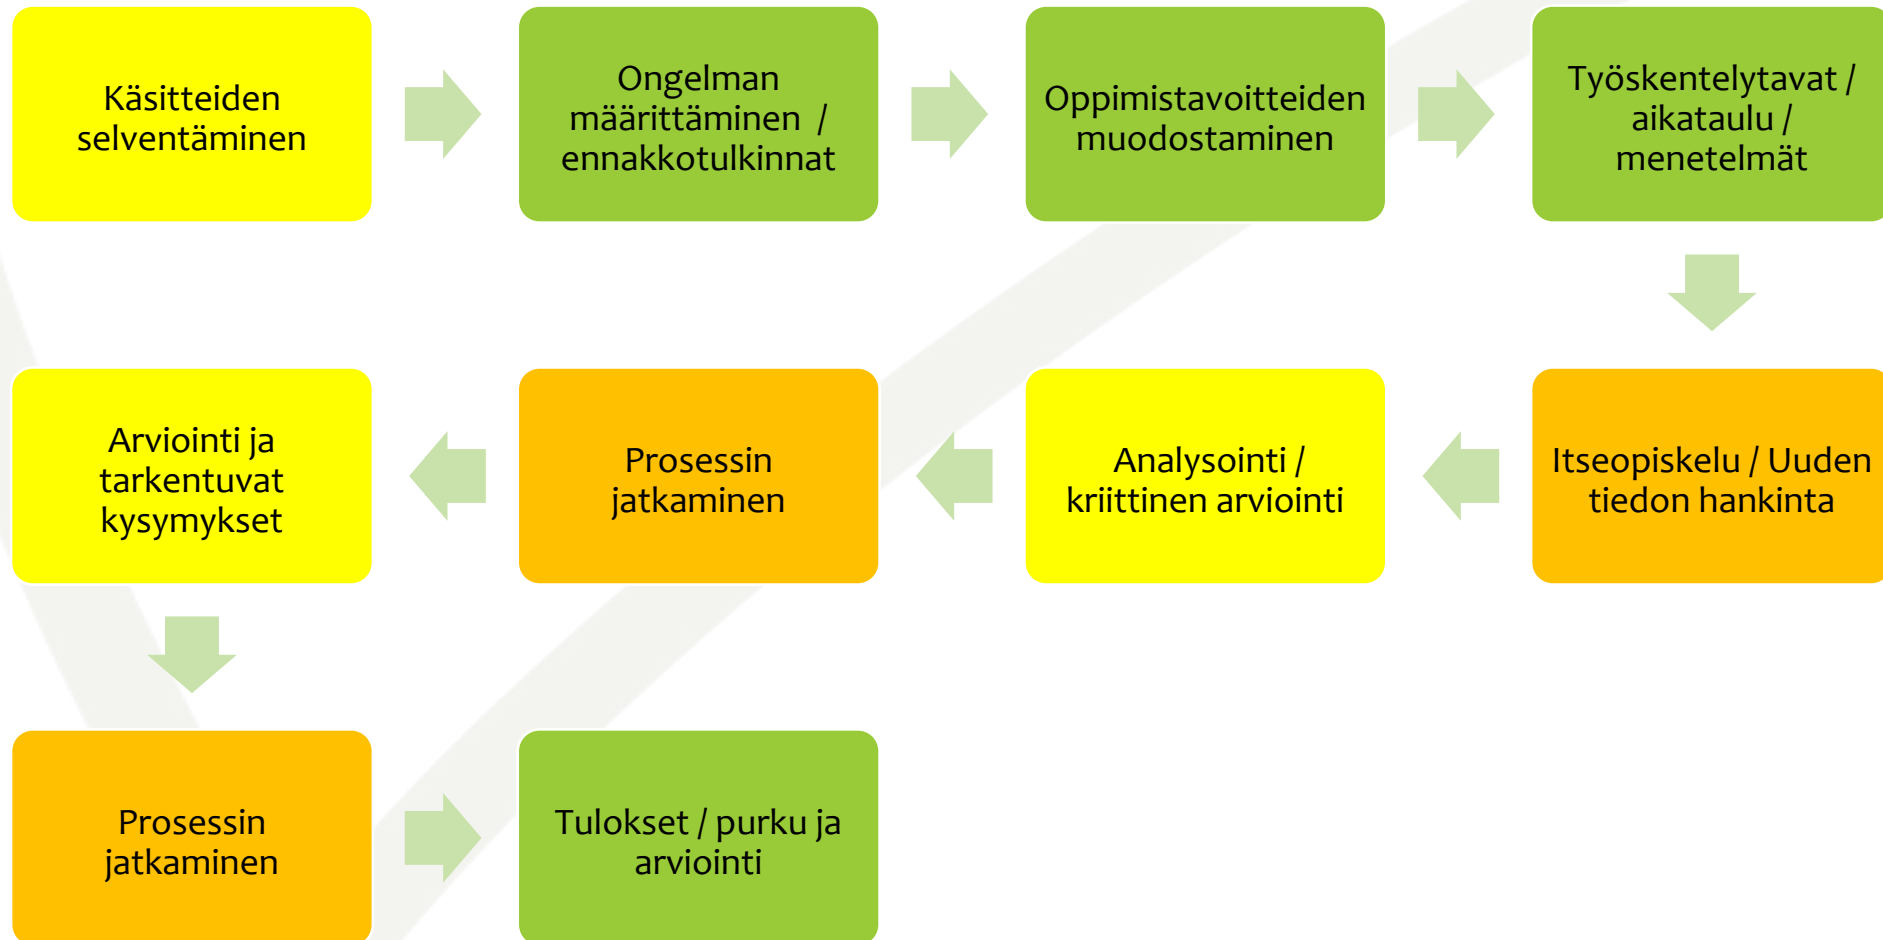 Käsitteiden
selventäminen
Ongelman
määrittäminen /
ennakkotulkinnat
Oppimistavoitteiden
muodostaminen
Työskentelytavat /
aikataulu /
menetelmät
Itseopiskelu / Uuden
tiedon hankinta
Analysointi /
kriittinen arviointi
Prosessin
jatkaminen
Arviointi ja
tarkentuvat
kysymykset
Prosessin
jatkaminen
Tulokset / purku ja
arviointi